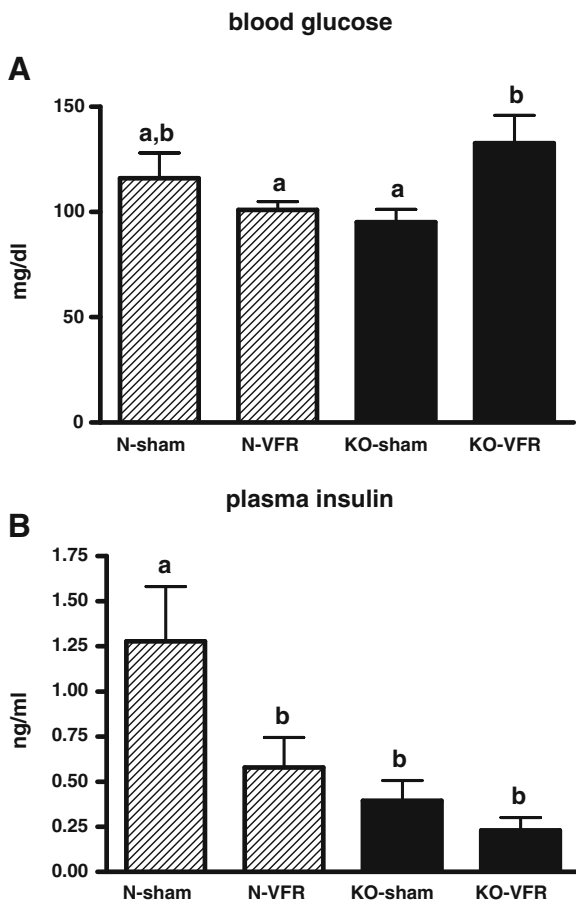 blood glucose
A
150
100
50
0
mg/dl
a,b
a
a
b
N-sham N-VFR KO-sham KO-VFR
plasma insulin
B
1.75
1.50
1.25
1.00
0.75
0.50
0.25
0.00
ng/ml
a
b
b
b
N-sham N-VFR KO-sham KO-VFR